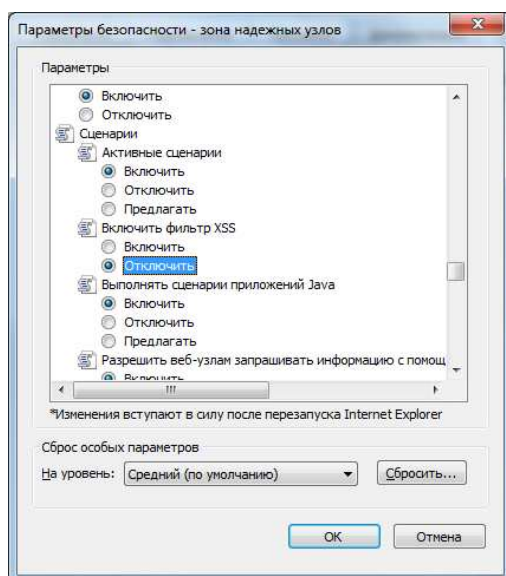 Параметры безопасности - зона надежных узлов
Параметры
Включить
Отключить
Сценарии
Активные сценарии
Включить
Отключить
Предлагать
Включить фильтр XSS
Включить
Отключить
Выполнять сценарии приложений Java
Включить
Отключить
Предлагать
Разрешить веб-узлам запрашивать информацию с помощ
Включить
*Изменения вступают в силу после перезапуска Internet Explorer
Сброс особых параметров
На уровень: Средний (по умолчанию) Сбросить...
ОК Отмена